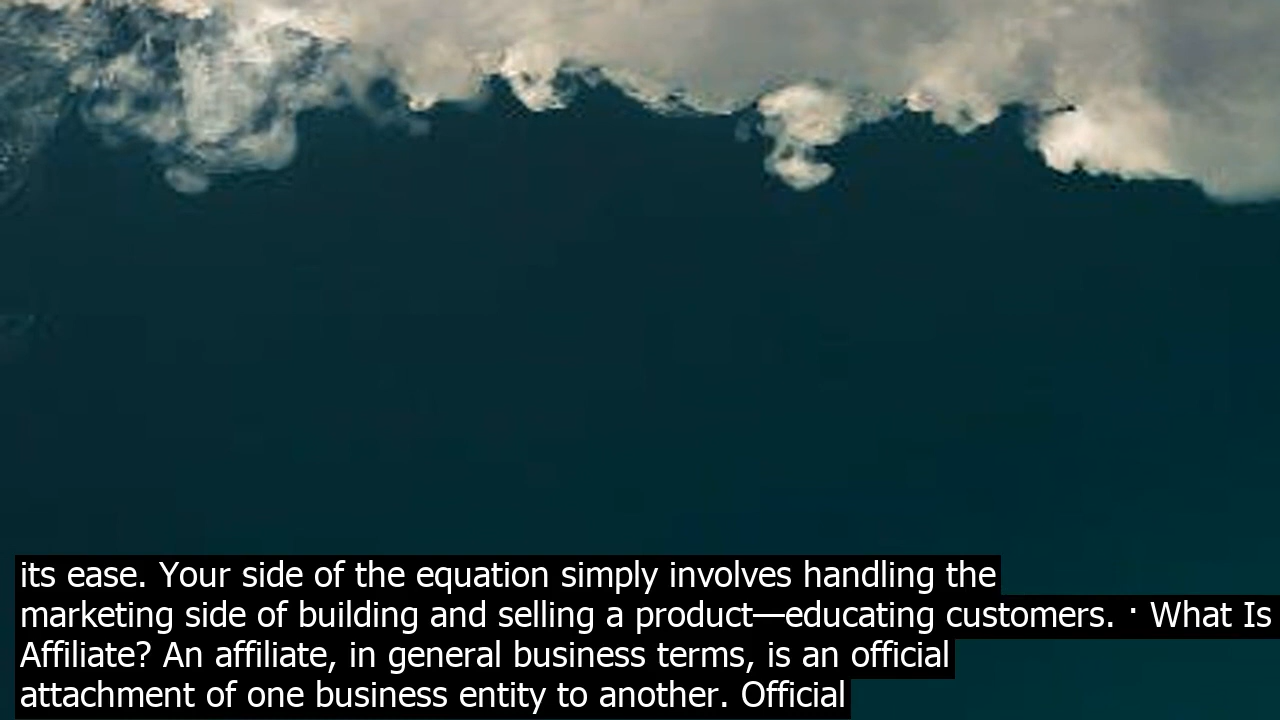 its ease. Your side of the equation simply involves handling the
marketing side of building and selling a product—educating customers. · What Is
Affiliate? An affiliate, in general business terms, is an official
attachment of one business entity to another. Official